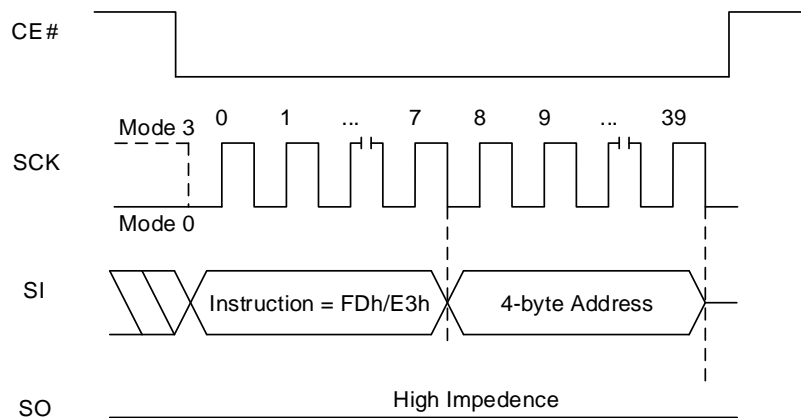 CE#
0 1 ... 7 8 9 ... 39
Mode 3
SCK
Mode 0
SI
Instruction = FDh/E3h
4-byte Address
High Impedence
SO